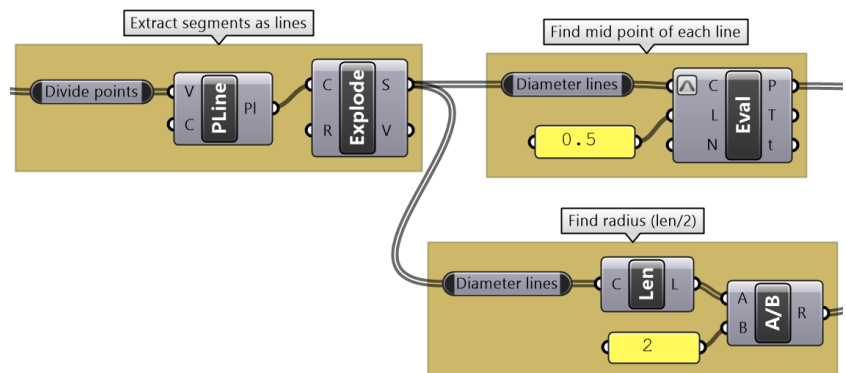 Extract segments as lines
Divide points
V
C
PLine
Pl
C
R
Explode
S
V
Find mid point of each line
Diameter lines
0.5
C
L
N
Eval
P
T
t
Find radius (len/2)
Diameter lines
C
Len
L
2
A
B
A/B
R